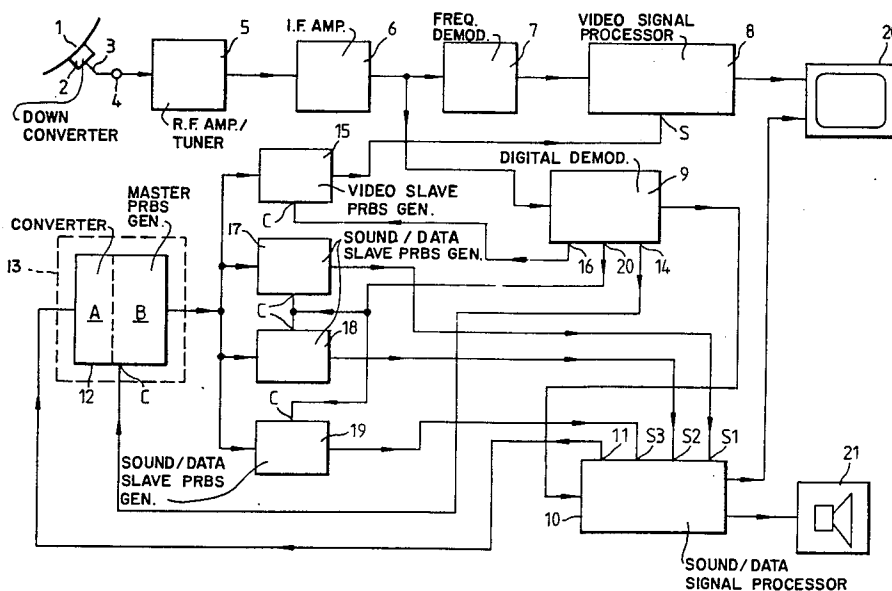 1
2
3
4
DOWN
CONVERTER
5
R.F. AMP./
TUNER
I.F. AMP.
6
FREQ.
DEMOD.
7
VIDEO SIGNAL
PROCESSOR
8
S
20
15
VIDEO SLAVE
PRBS GEN.
C
DIGITAL DEMOD.
9
16
20
14
MASTER
PRBS
GEN.
CONVERTER
13
A
B
12
C
17
SOUND / DATA
SLAVE PRBS GEN.
C
18
C
19
SOUND/DATA
SLAVE PRBS
GEN.
11
S3
S2
S1
10
SOUND/DATA
SIGNAL PROCESSOR
21